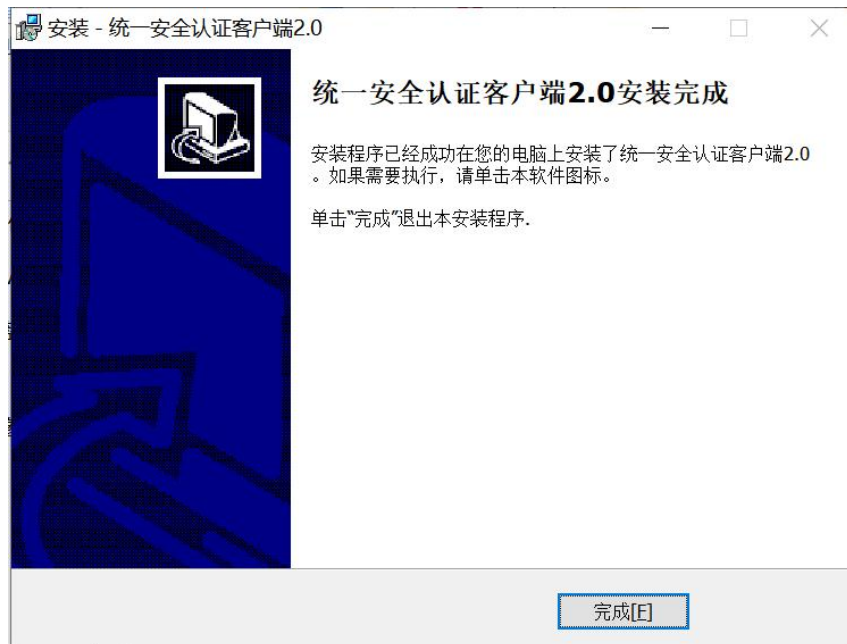 安装 - 统一安全认证客户端2.0
统一安全认证客户端2.0安装完成
安装程序已经成功在您的电脑上安装了统一安全认证客户端2.0
。如果需要执行，请单击本软件图标。
单击“完成”退出本安装程序.
完成[F]